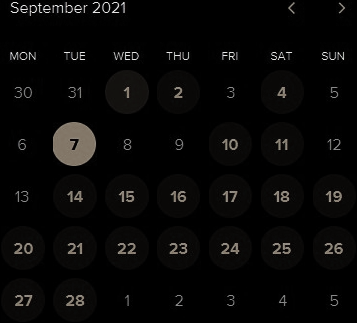 September 2021
MON TUE WED THU FRI SAT SUN
30 31 1 2 3 4 5
6 7 8 9 10 11 12
13 14 15 16 17 18 19
20 21 22 23 24 25 26
27 28 1 2 3 4 5